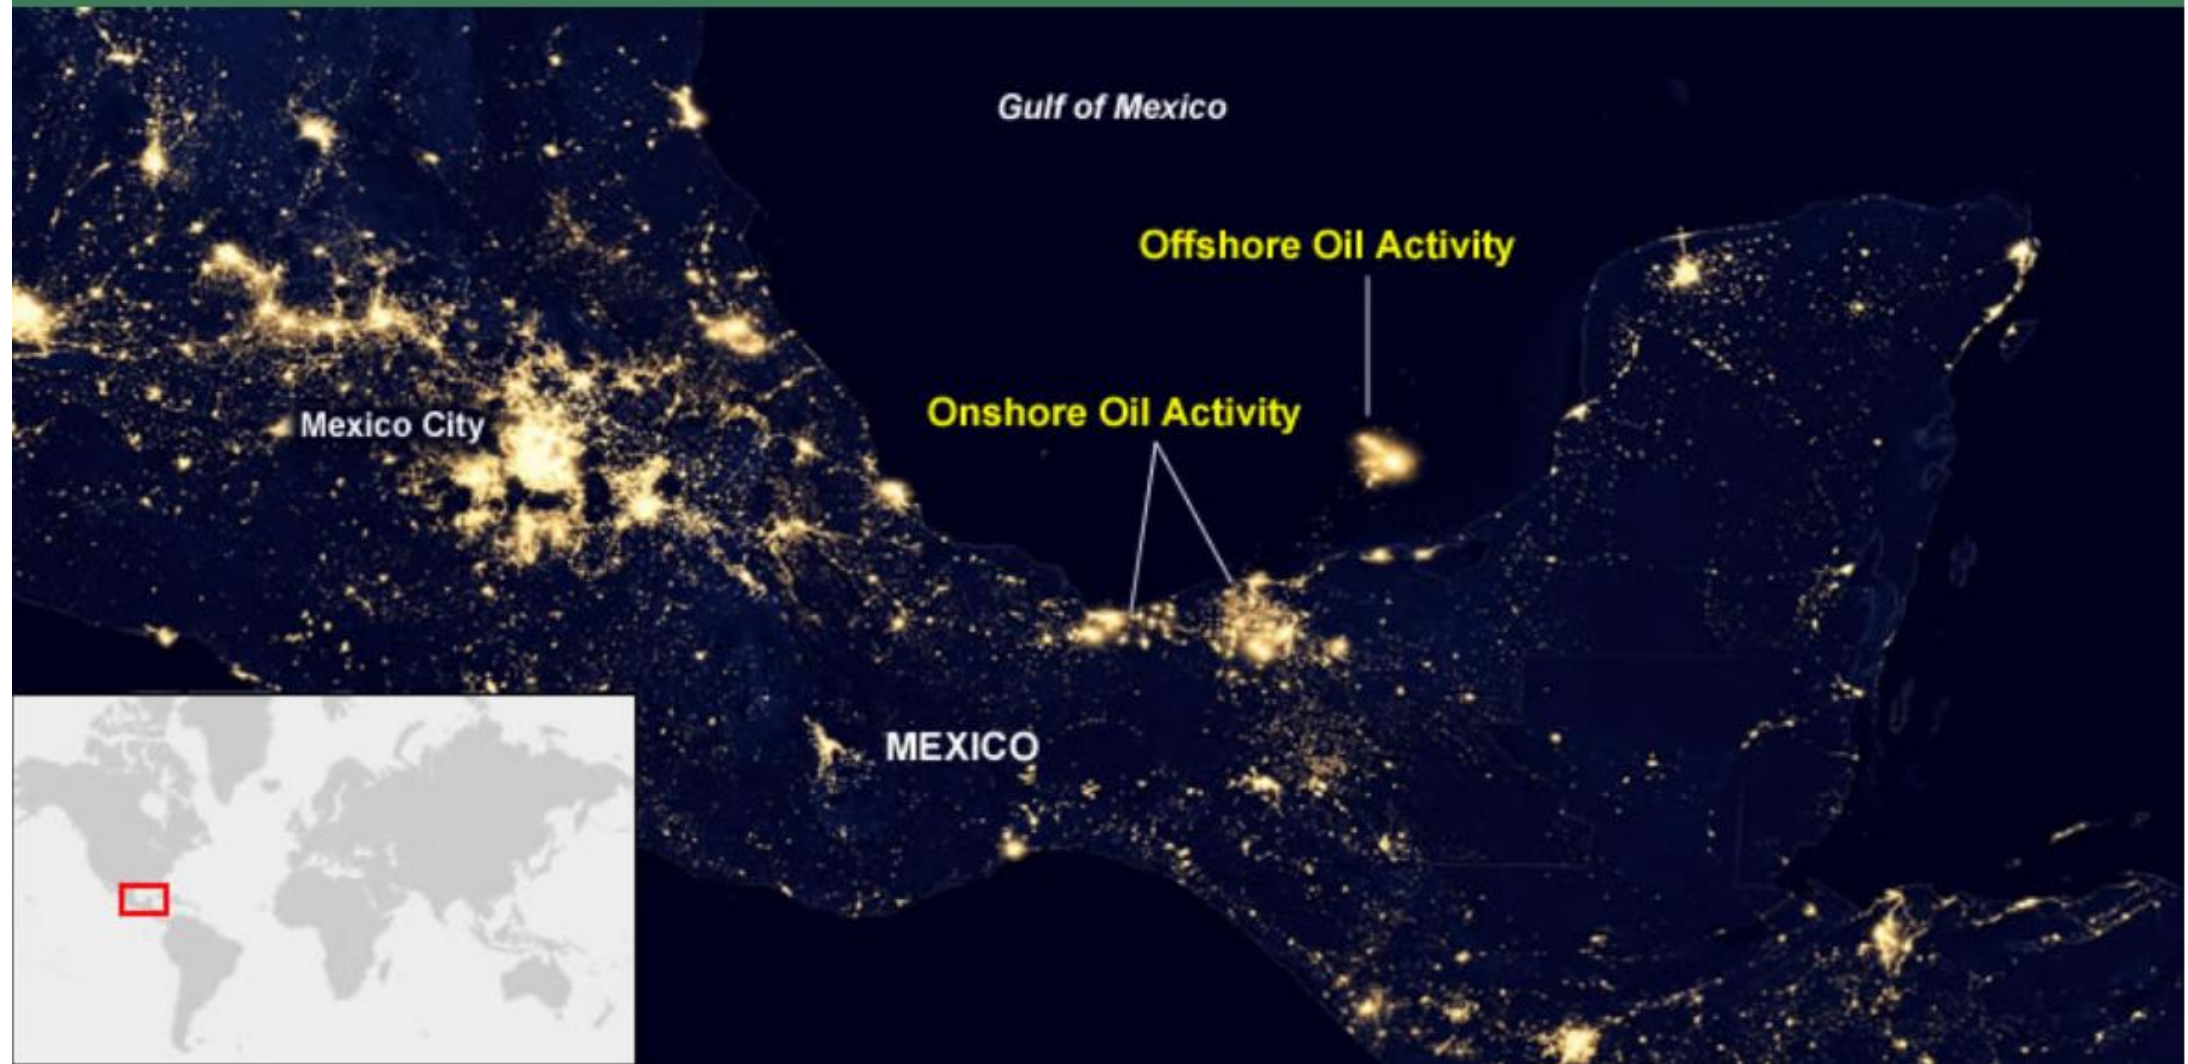 Gulf of Mexico
Offshore Oil Activity
Onshore Oil Activity
Mexico City
MEXICO